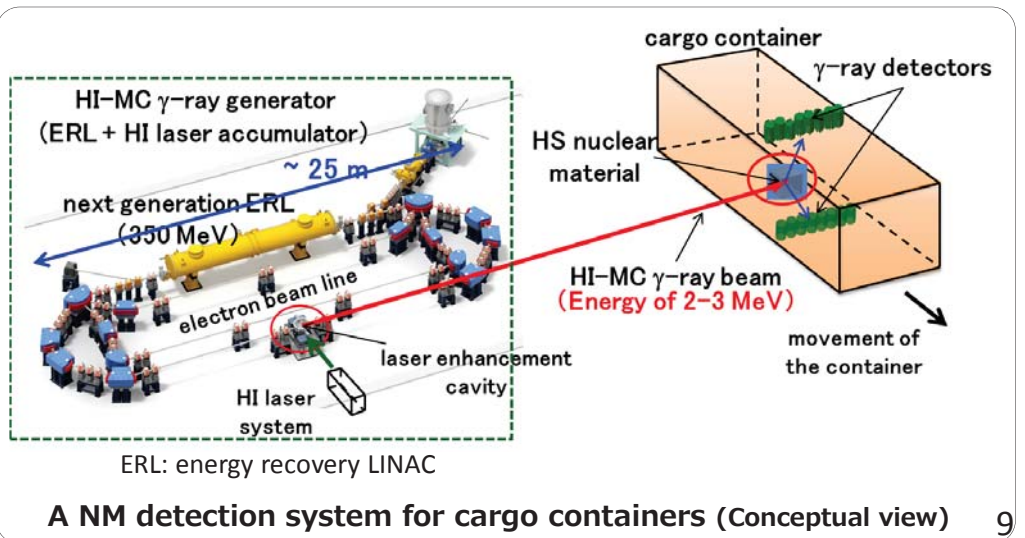 HI-MC γ-ray generator
(ERL + HI laser accumulator)
~ 25 m
next generation ERL
(350 MeV)
electron beam line
laser enhancement
cavity
HI laser
system
cargo container
γ-ray detectors
HS nuclear
material
HI-MC γ-ray beam
(Energy of 2-3 MeV)
movement of
the container
ERL: energy recovery LINAC
A NM detection system for cargo containers (Conceptual view)
9